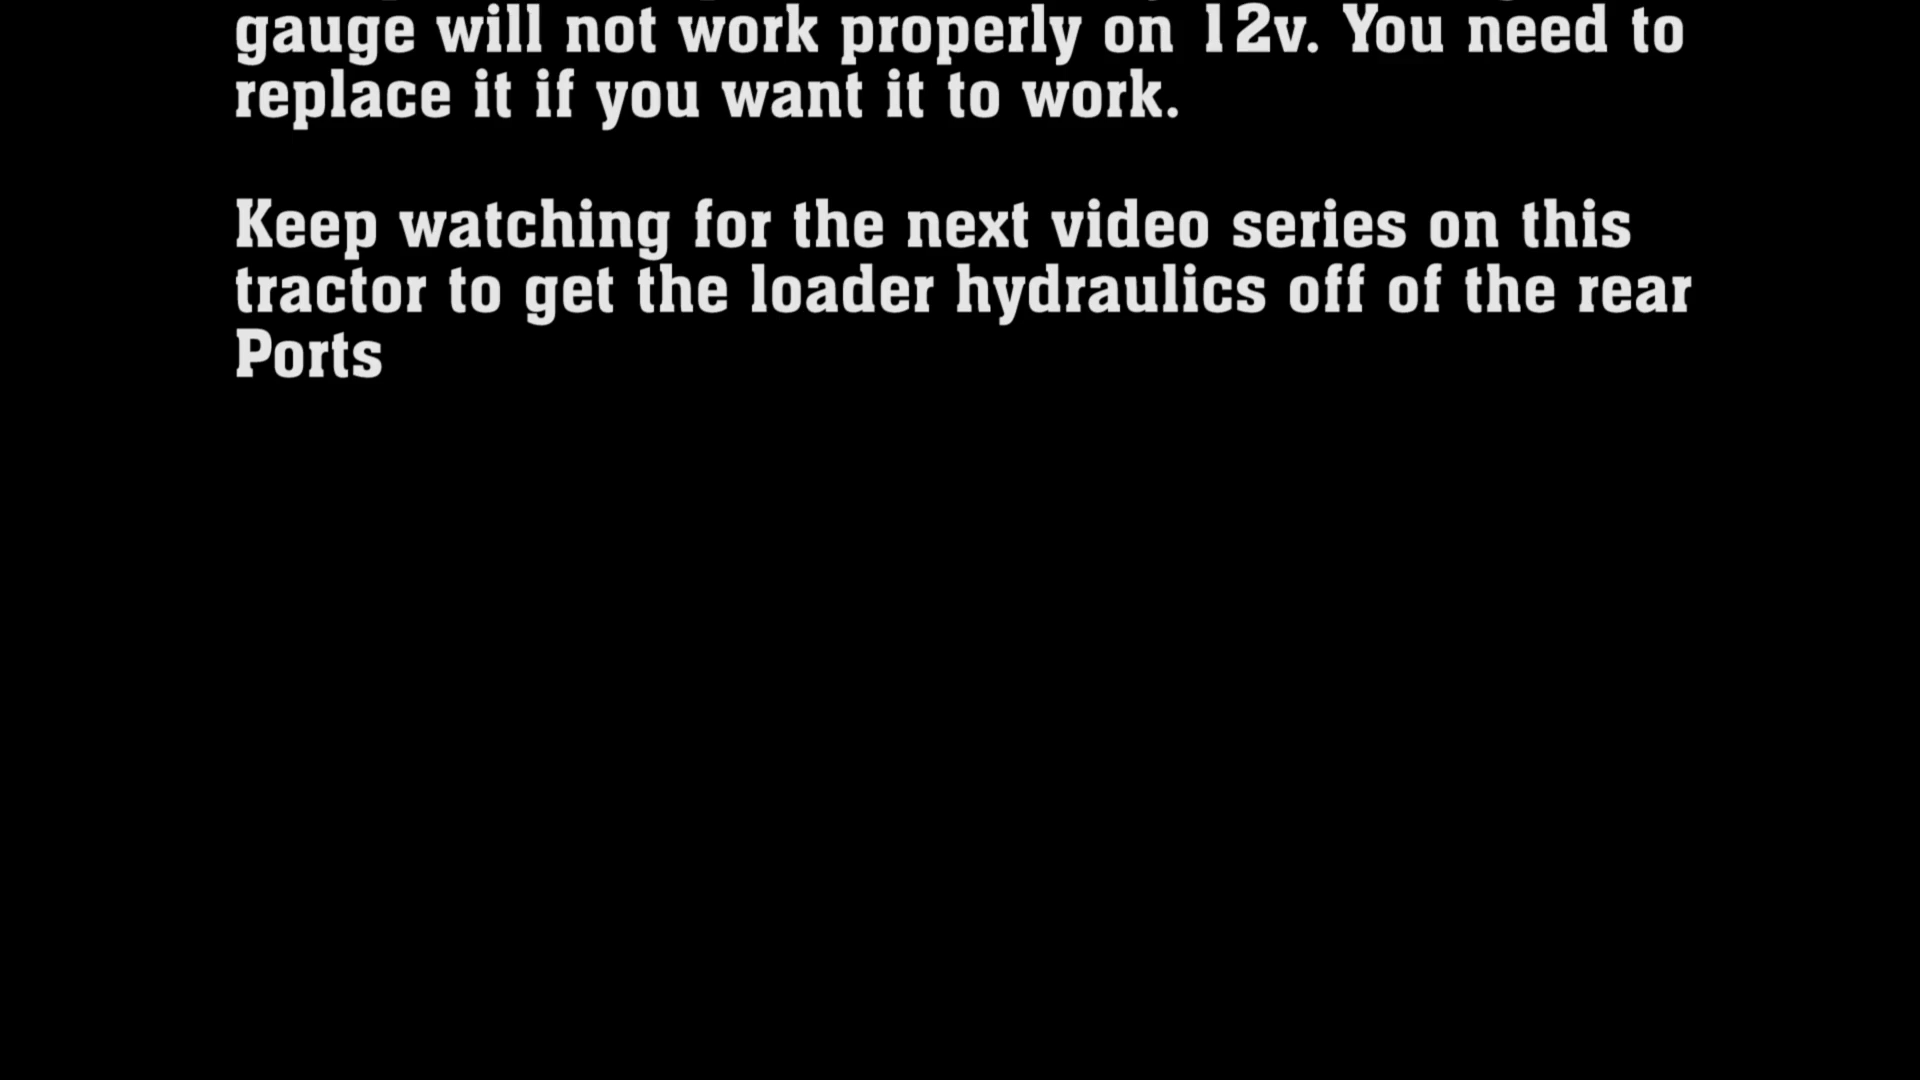 gauge will not work properly on 12v. You need to
replace it if you want it to work.
Keep watching for the next video series on this
tractor to get the loader hydraulics off of the rear
Ports